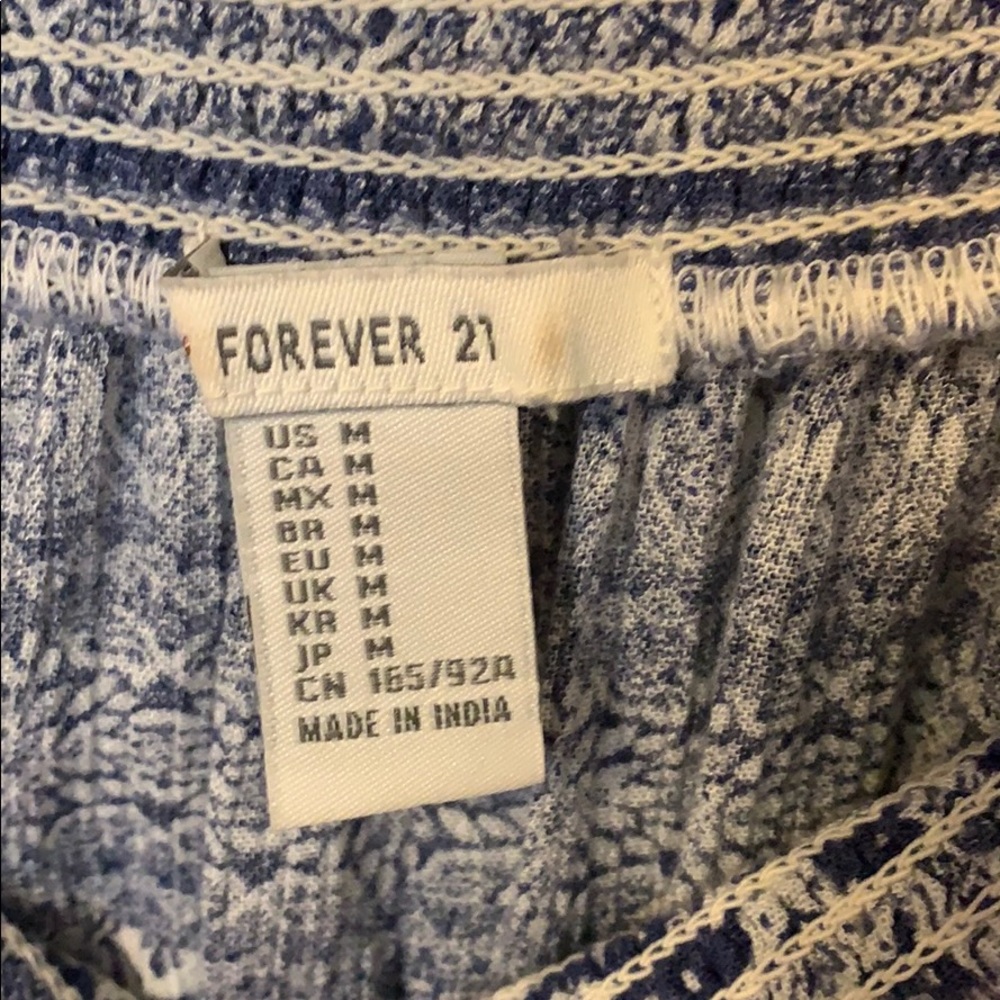 FOREVER 21
US M
CA M
MX M
BR M
EU M
UK M
KR M
JP M
CN 165/92A
MADE IN INDIA